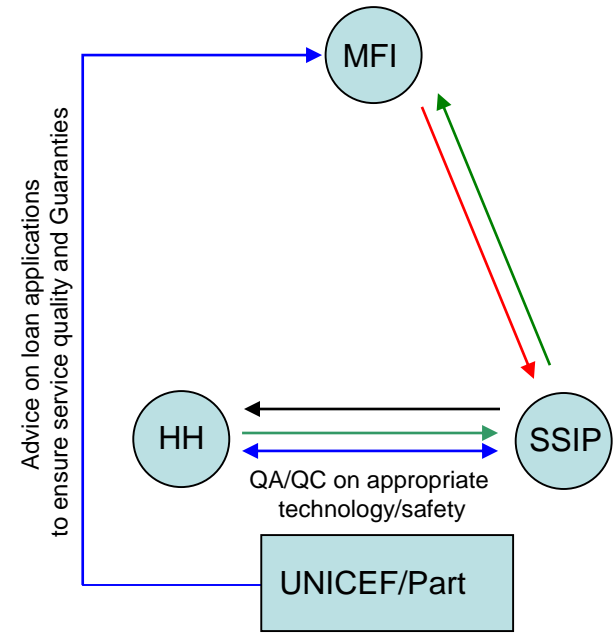 MFI
Advice on loan applications
to ensure service quality and Guaranties
HH
SSIP
QA/QC on appropriate
technology/safety
UNICEF/Part